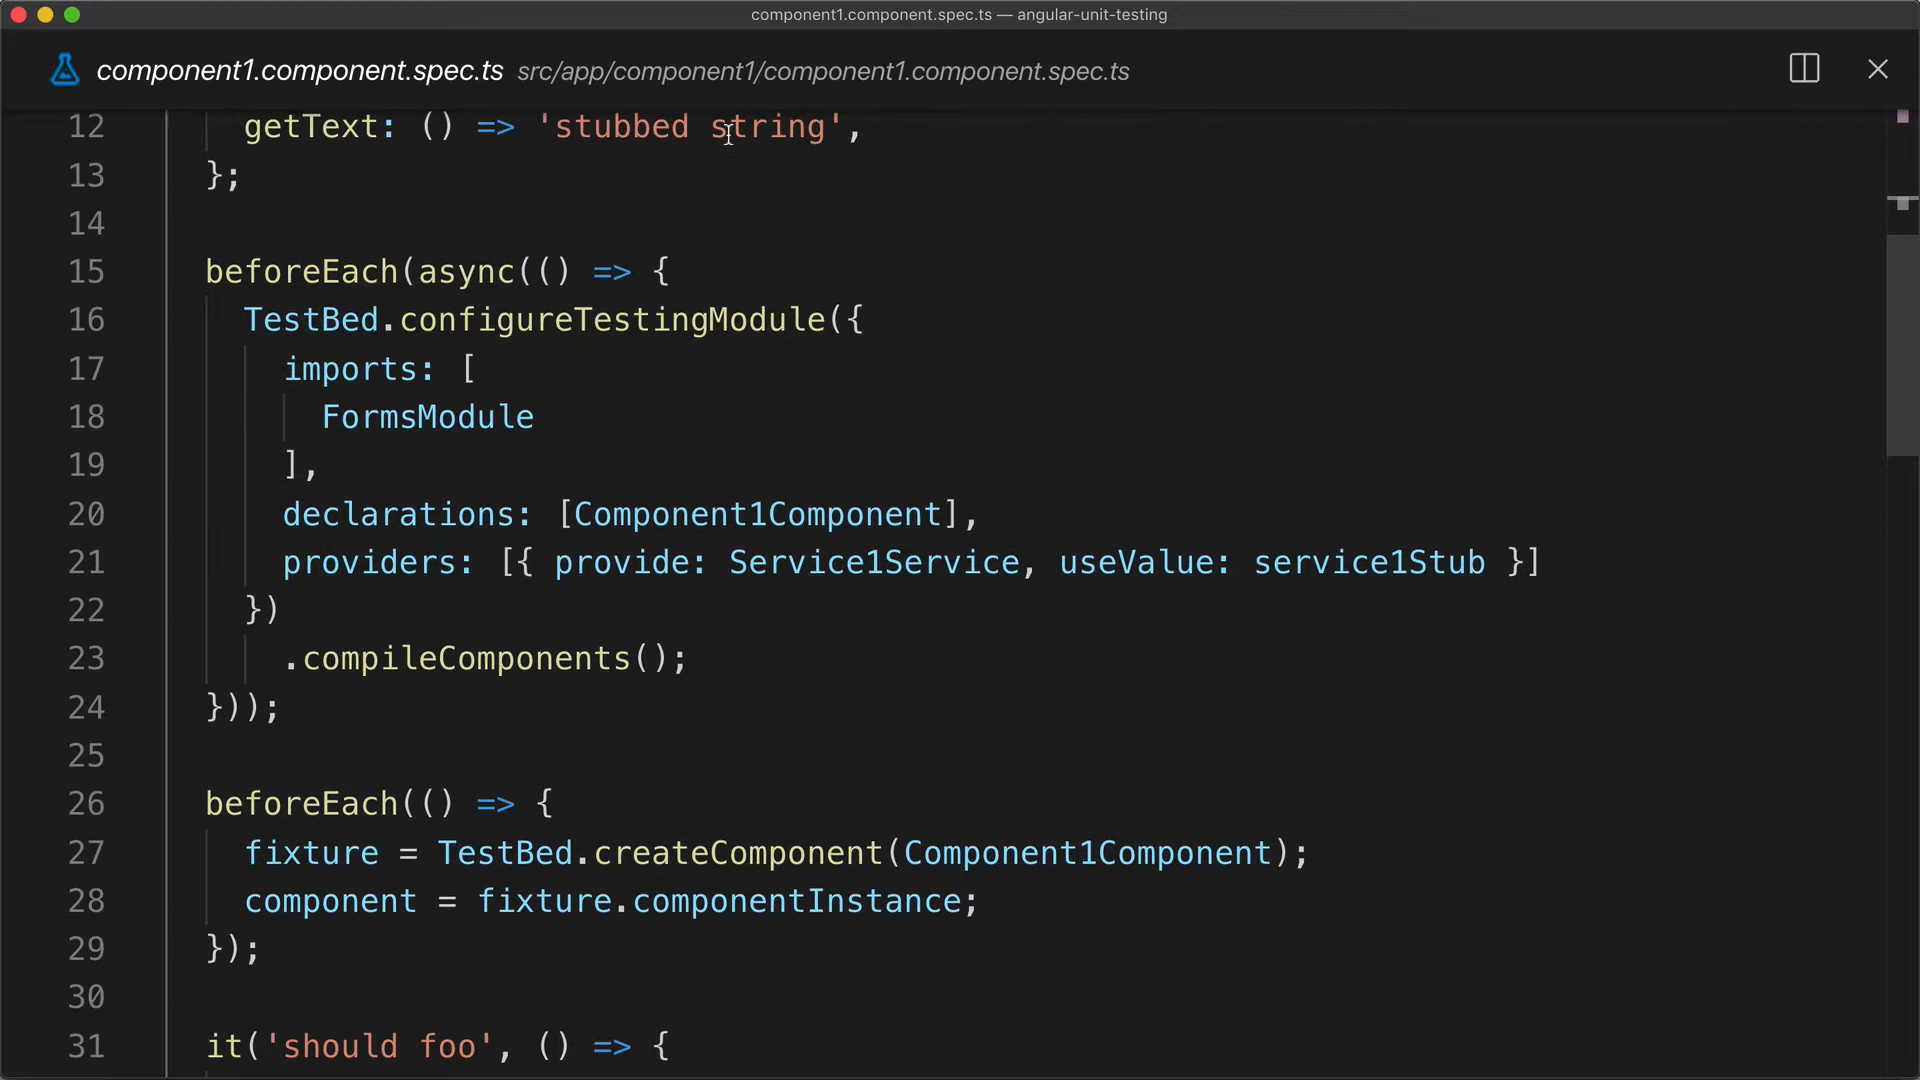 component1.component.spec.ts — angular-unit-testing
component1.component.spec.ts src/app/component1/component1.component.spec.ts
12 getText: () => 'stubbed string',
13 };
14
15 beforeEach(async(() => {
16 TestBed.configureTestingModule({
17 imports: [
18 FormsModule
19 ],
20 declarations: [Component1Component],
21 providers: [{ provide: Service1Service, useValue: service1Stub }]
22 })
23 .compileComponents();
24 }));
25
26 beforeEach(() => {
27 fixture = TestBed.createComponent(Component1Component);
28 component = fixture.componentInstance;
29 });
30
31 it('should foo', () => {